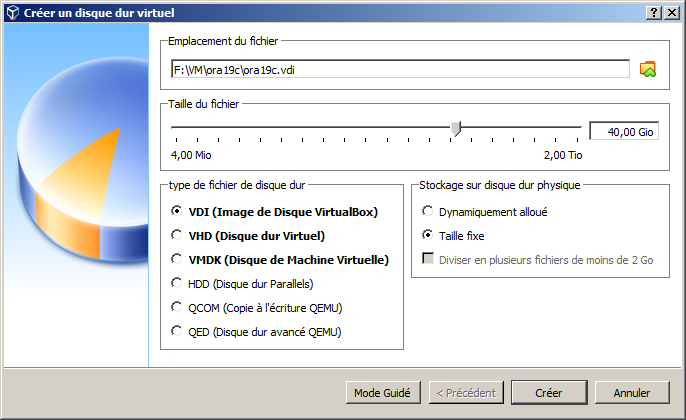 Créer un disque dur virtuel
Emplacement du fichier
F:\VM\ora19c\ora19c.vdi
Taille du fichier
40,00 Gio
4,00 Mio
2,00 Tio
type de fichier de disque dur
VDI (Image de Disque VirtualBox)
VHD (Disque dur Virtuel)
VMDK (Disque de Machine Virtuelle)
HDD (Disque dur Parallels)
QCOM (Copie à l'écriture QEMU)
QED (Disque dur avancé QEMU)
Stockage sur disque dur physique
Dynamiquement alloué
Taille fixe
Diviser en plusieurs fichiers de moins de 2 Go
Mode Guidé
< Précédent
Créer
Annuler